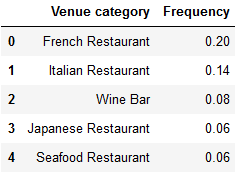 Venue category Frequency
0 French Restaurant 0.20
1 Italian Restaurant 0.14
2 Wine Bar 0.08
3 Japanese Restaurant 0.06
4 Seafood Restaurant 0.06